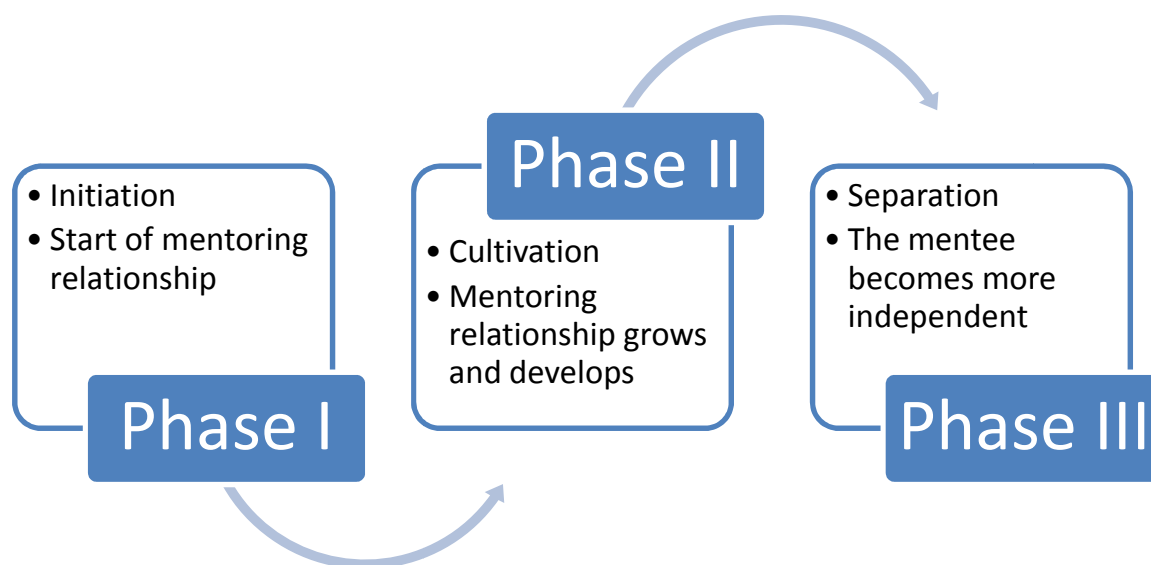 • Initiation
• Start of mentoring
relationship
Phase I
Phase II
• Cultivation
• Mentoring
relationship grows
and develops
• Separation
• The mentee
becomes more
independent
Phase III